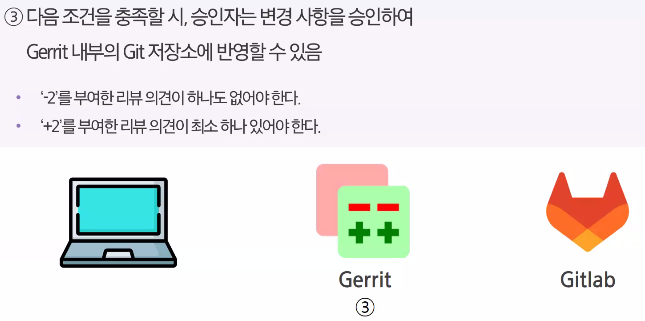 ③ 다음 조건을 충족할 시, 승인자는 변경 사항을 승인하여
Gerrit 내부의 Git 저장소에 반영할 수 있음
• ‘-2’를 부여한 리뷰 의견이 하나도 없어야 한다.
• ‘+2’를 부여한 리뷰 의견이 최소 하나 있어야 한다.
Gerrit
Gitlab
③